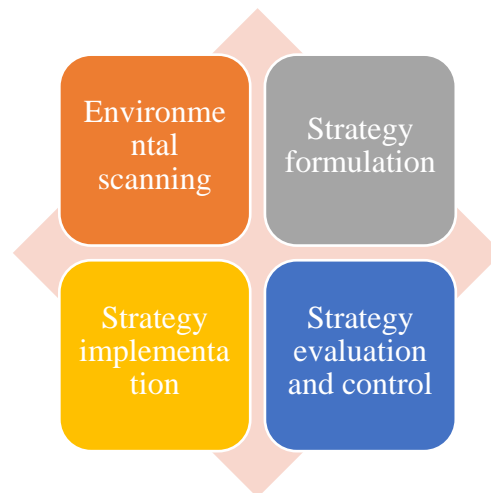 Environme
ntal
scanning
Strategy
formulation
Strategy
implementa
tion
Strategy
evaluation
and control